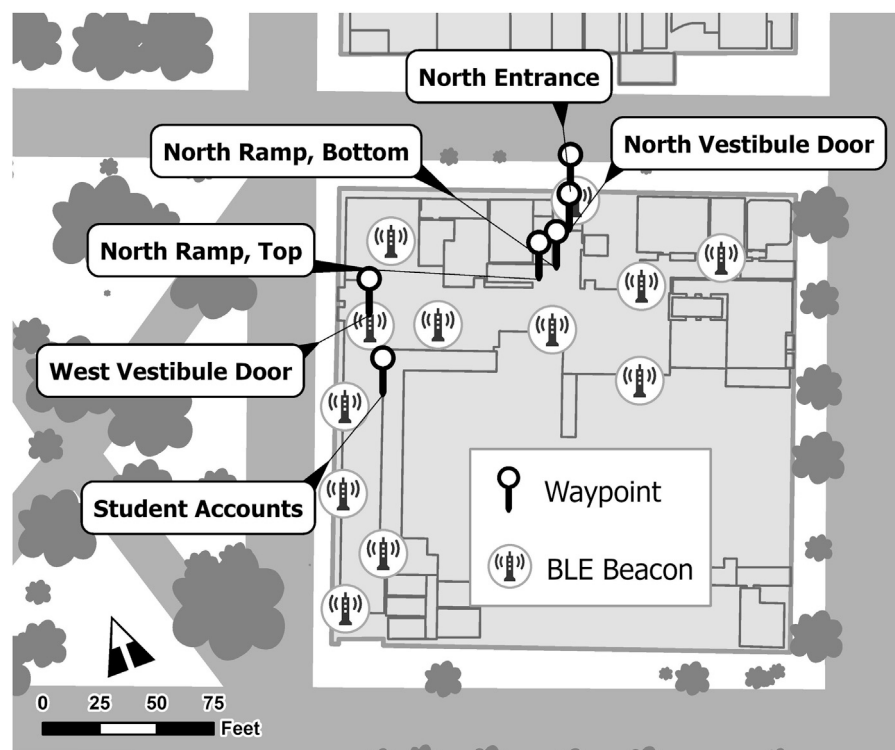 North Entrance
North Ramp, Bottom
North Vestibule Door
North Ramp, Top
West Vestibule Door
Student Accounts
Waypoint
BLE Beacon
0 25 50 75
Feet